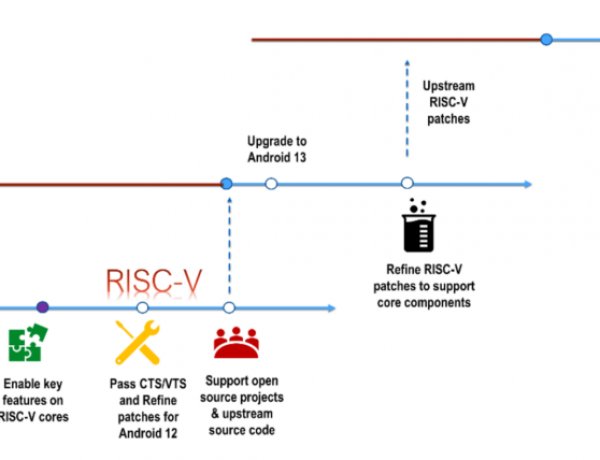 Upstream
RISC-V
patches
Upgrade to
Android 13
Refine RISC-V
patches to support
core components
RISC-V
Enable key
features on
RISC-V cores
Pass CTS/VTS
and Refine
patches for
Android 12
Support open
source projects
& upstream
source code